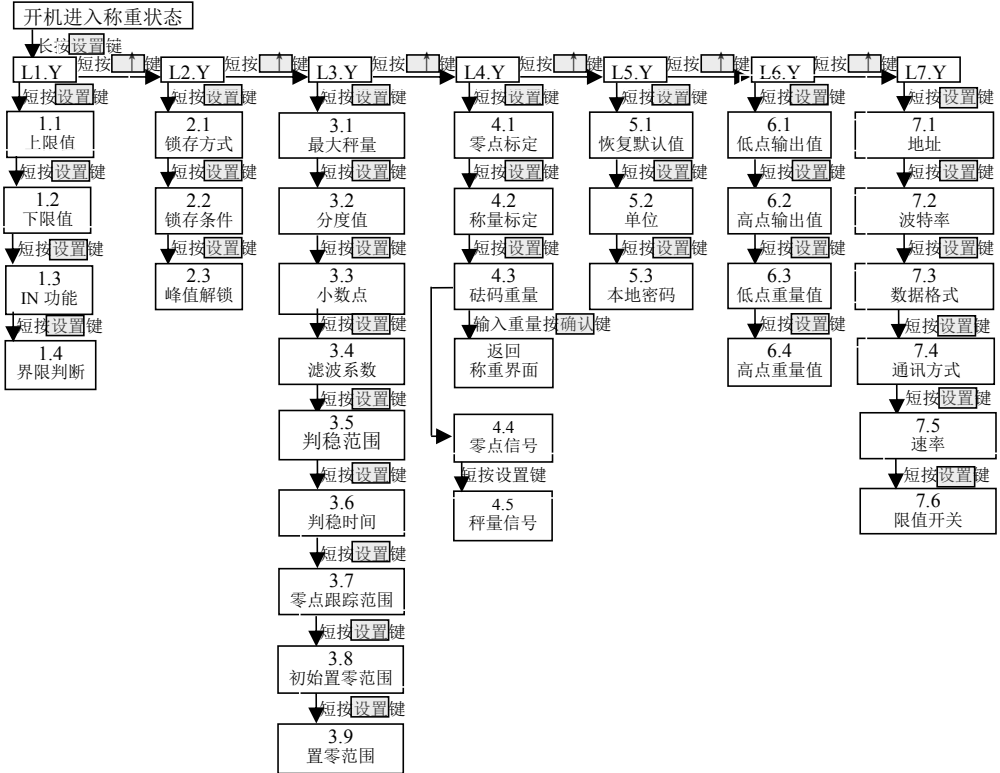 开机进入称重状态
长按设置键
L1.Y
短按↑键
L2.Y
短按↑键
L3.Y
短按↑键
L4.Y
短按↑键
L5.Y
短按↑键
L6.Y
短按↑键
L7.Y
短按设置键
1.1
上限值
短按设置键
1.2
下限值
短按设置键
1.3
IN 功能
短按设置键
1.4
界限判断
短按设置键
2.1
锁存方式
短按设置键
2.2
锁存条件
短按设置键
2.3
峰值解锁
短按设置键
3.1
最大秤量
短按设置键
3.2
分度值
短按设置键
3.3
小数点
短按设置键
3.4
滤波系数
短按设置键
3.5
判稳范围
短按设置键
3.6
判稳时间
短按设置键
3.7
零点跟踪范围
短按设置键
3.8
初始置零范围
短按设置键
3.9
置零范围
短按设置键
4.1
零点标定
短按设置键
4.2
称量标定
短按设置键
4.3
砝码重量
输入重量按确认键
返回
称重界面
4.4
零点信号
短按设置键
4.5
秤量信号
短按设置键
5.1
恢复默认值
短按设置键
5.2
单位
短按设置键
5.3
本地密码
短按设置键
6.1
低点输出值
短按设置键
6.2
高点输出值
短按设置键
6.3
低点重量值
短按设置键
6.4
高点重量值
短按设置键
7.1
地址
短按设置键
7.2
波特率
短按设置键
7.3
数据格式
短按设置键
7.4
通讯方式
短按设置键
7.5
速率
短按设置键
7.6
限值开关